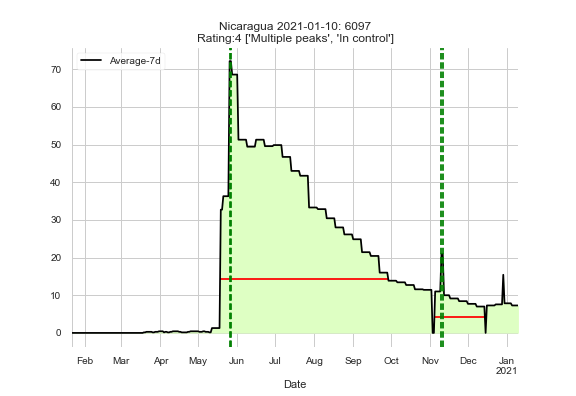 Nicaragua 2021-01-10: 6097
Rating:4 ['Multiple peaks', 'In control']
Average-7d
70
60
50
40
30
20
10
0
Feb Mar Apr May Jun Jul Aug Sep Oct Nov Dec Jan
2021
Date